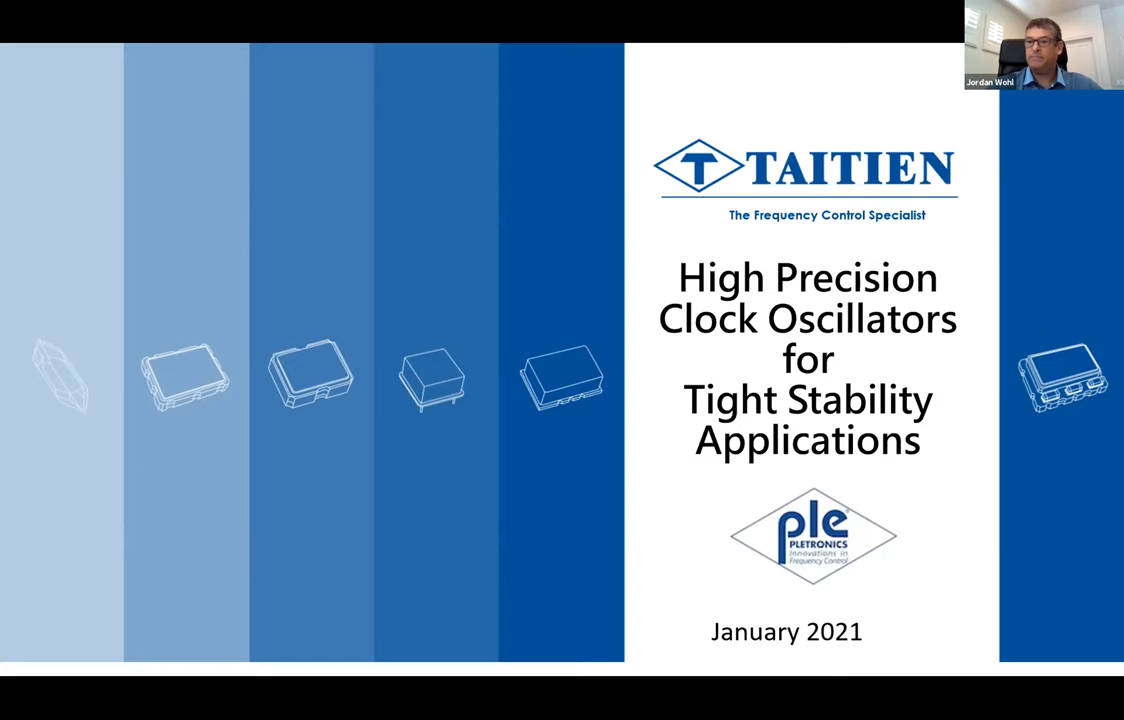 Jordan Wohl
T TAITIEN
The Frequency Control Specialist
High Precision
Clock Oscillators
for
Tight Stability
Applications
ple
PLETRONICS
Innovations in
Frequency Control
January 2021